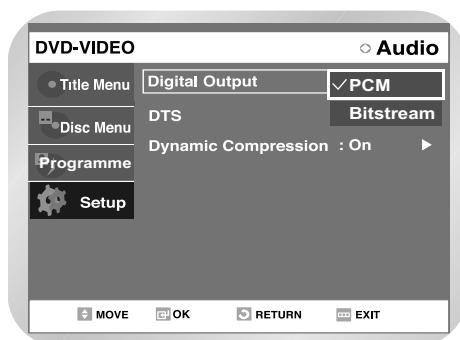 DVD-VIDEO Audio
Title Menu
Disc Menu
Programme
Setup
Digital Output ✓PCM
DTS Bitstream
Dynamic Compression : On ►
MOVE OK RETURN EXIT